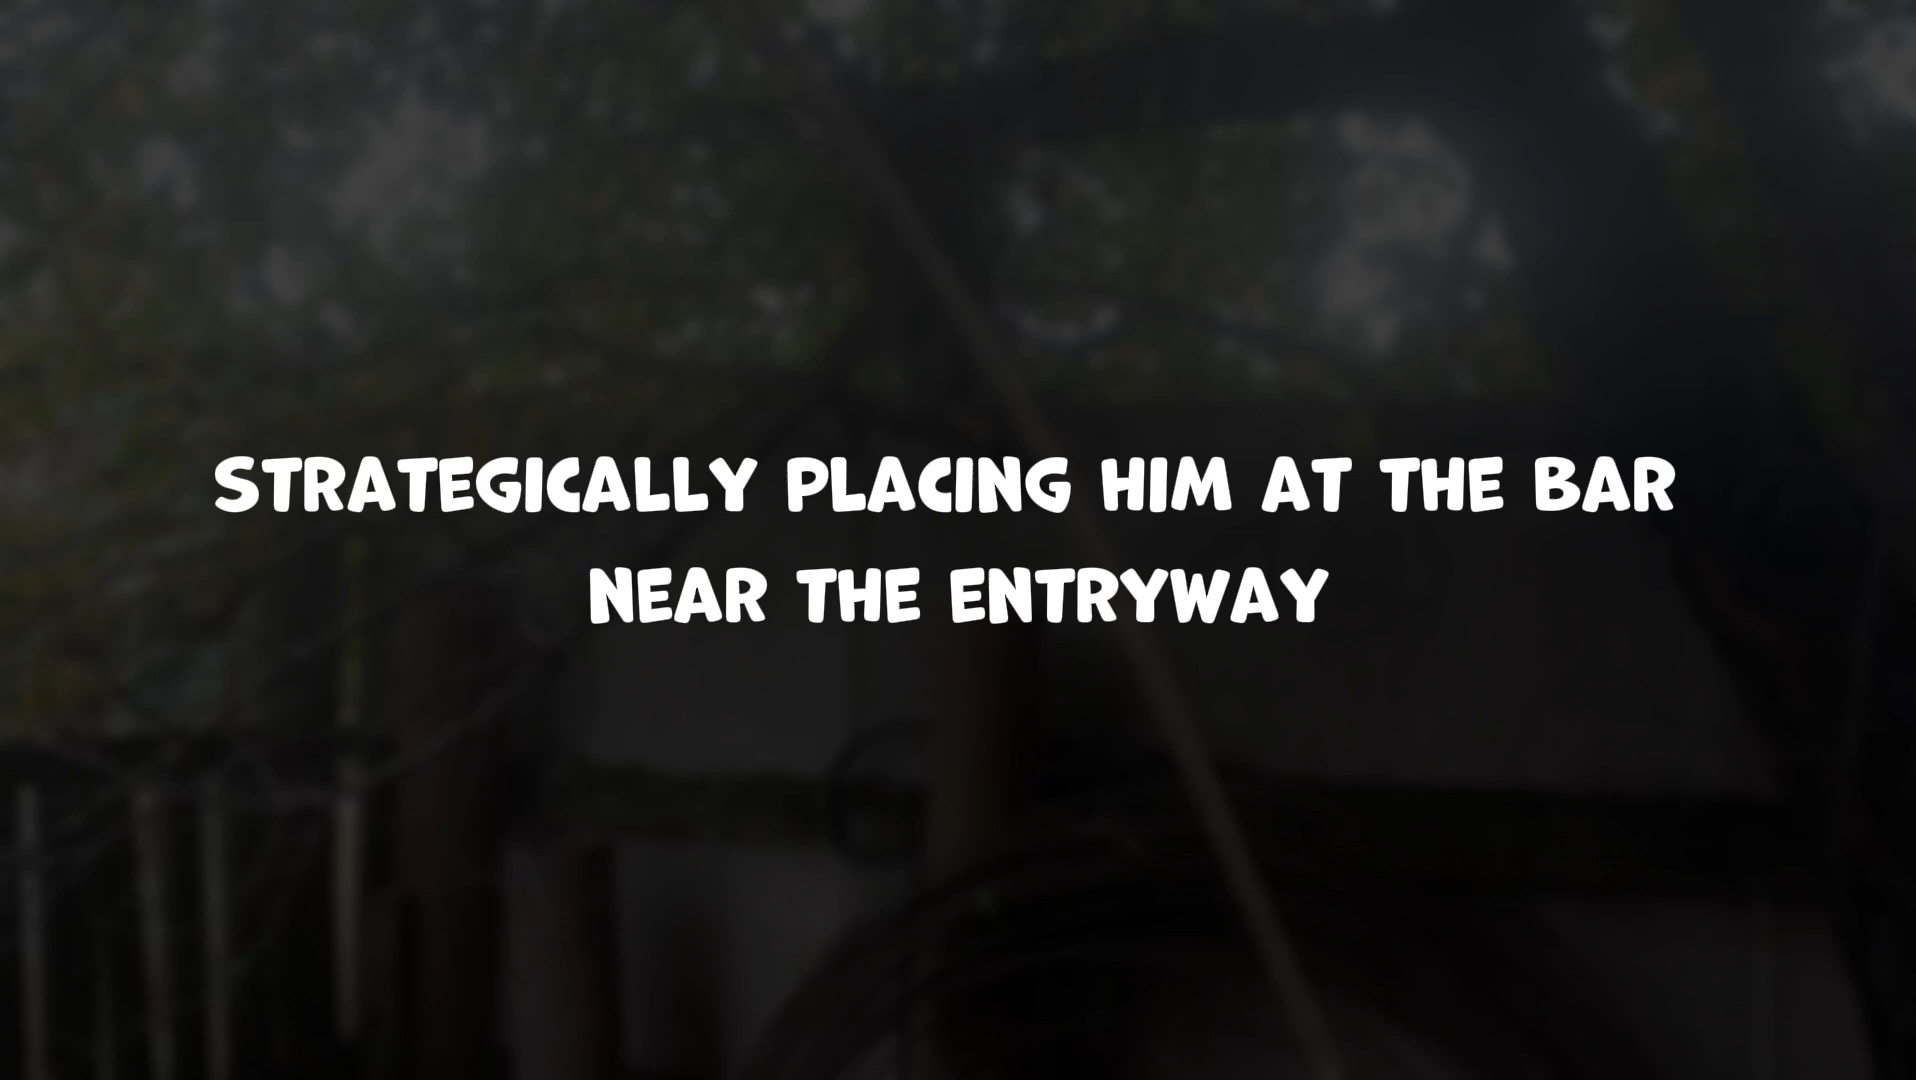 STRATEGICALLY PLACING HIM AT THE BAR
NEAR THE ENTRYWAY